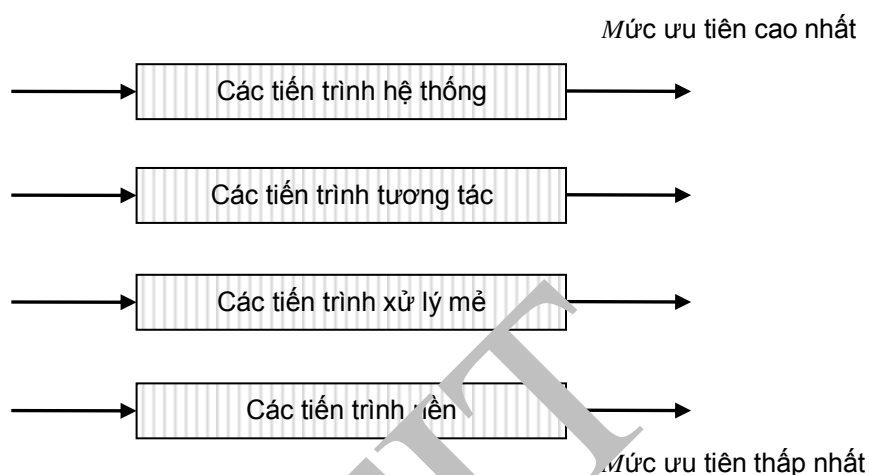 Mức ưu tiên cao nhất
Các tiến trình hệ thống
Các tiến trình tương tác
Các tiến trình xử lý mẻ
Các tiến trình nền
Mức ưu tiên thấp nhất